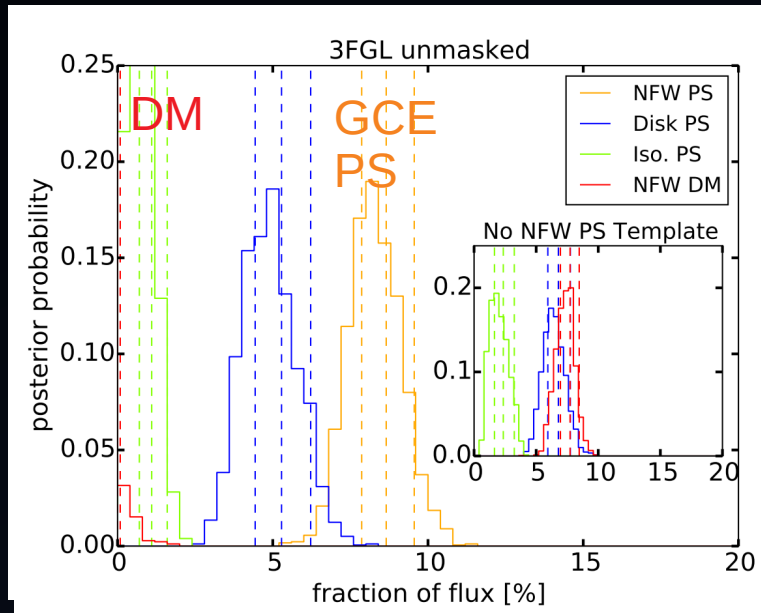 3FGL unmasked
0.25
0.20
0.15
0.10
0.05
0.00
posterior probability
DM
GCE
PS
NFW PS
Disk PS
Iso. PS
NFW DM
No NFW PS Template
0.2
0.1
0.0
0 5 10 15 20
0 5 10 15 20
fraction of flux [%]